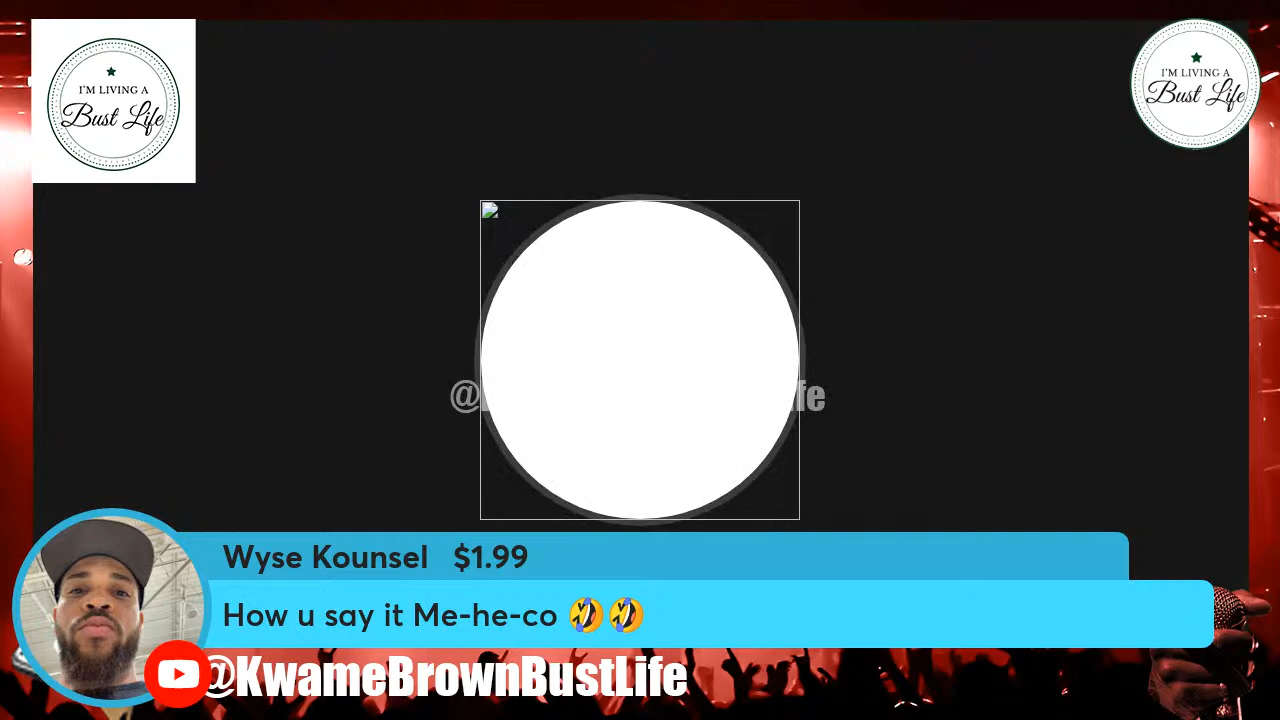 I'M LIVING A
Bust Life
I'M LIVING A
Bust Life
Wyse Kounsel $1.99
How u say it Me-he-co 🤣🤣
@KwameBrownBustLife